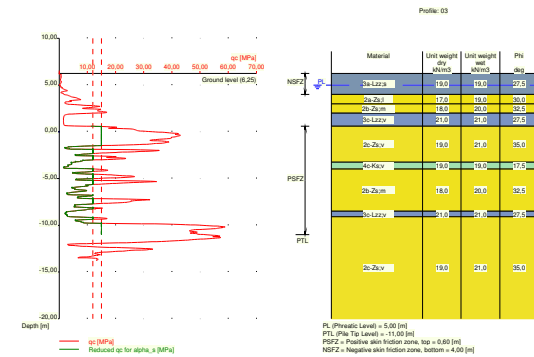 Profile: 03
10,00
qc [MPa]
10,00 20,00 30,00 40,00 50,00 60,00 70,00
Ground level (6,25)
5,00
0,00
-5,00
-10,00
-15,00
-20,00
Depth [m]
qc [MPa]
Reduced qc for alpha_s [MPa]
Material Unit weight dry kN/m3 Unit weight wet kN/m3 Phi deg
NSFZ
PL
3a-Lzz;s 19,0 19,0 27,5
2a-Zs;l 17,0 19,0 30,0
2b-Zs;m 18,0 20,0 32,5
3c-Lzz;v 21,0 21,0 27,5
2c-Zs;v 19,0 21,0 35,0
PSFZ
4c-Ks;v 19,0 19,0 17,5
2b-Zs;m 18,0 20,0 32,5
3c-Lzz;v 21,0 21,0 27,5
PTL
2c-Zs;v 19,0 21,0 35,0
PL (Phreatic Level) = 5,00 [m]
PTL (Pile Tip Level) = -11,00 [m]
PSFZ = Positive skin friction zone, top = 0,60 [m]
NSFZ = Negative skin friction zone, bottom = 4,00 [m]